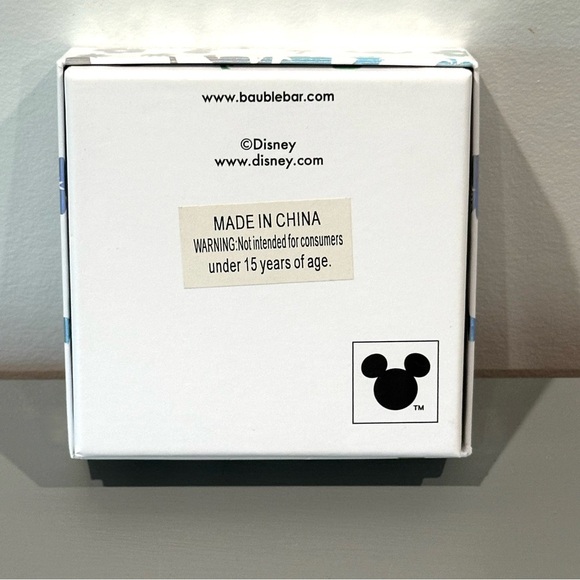 www.baublebar.com
©Disney
www.disney.com
MADE IN CHINA
WARNING:Not intended for consumers
under 15 years of age.
TM